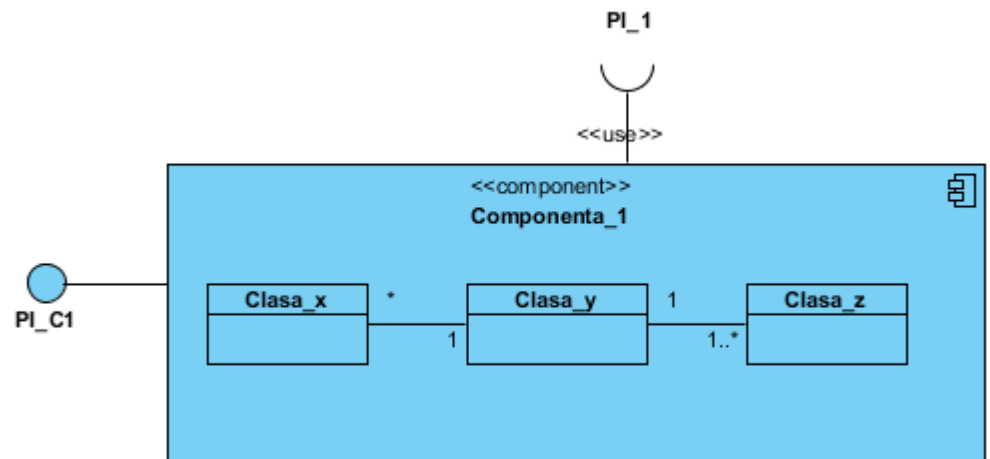 PI_1
<<use>>
<<component>>
Componenta_1
PI_C1
Clasa_x
*
1
Clasa_y
1
1..*
Clasa_z